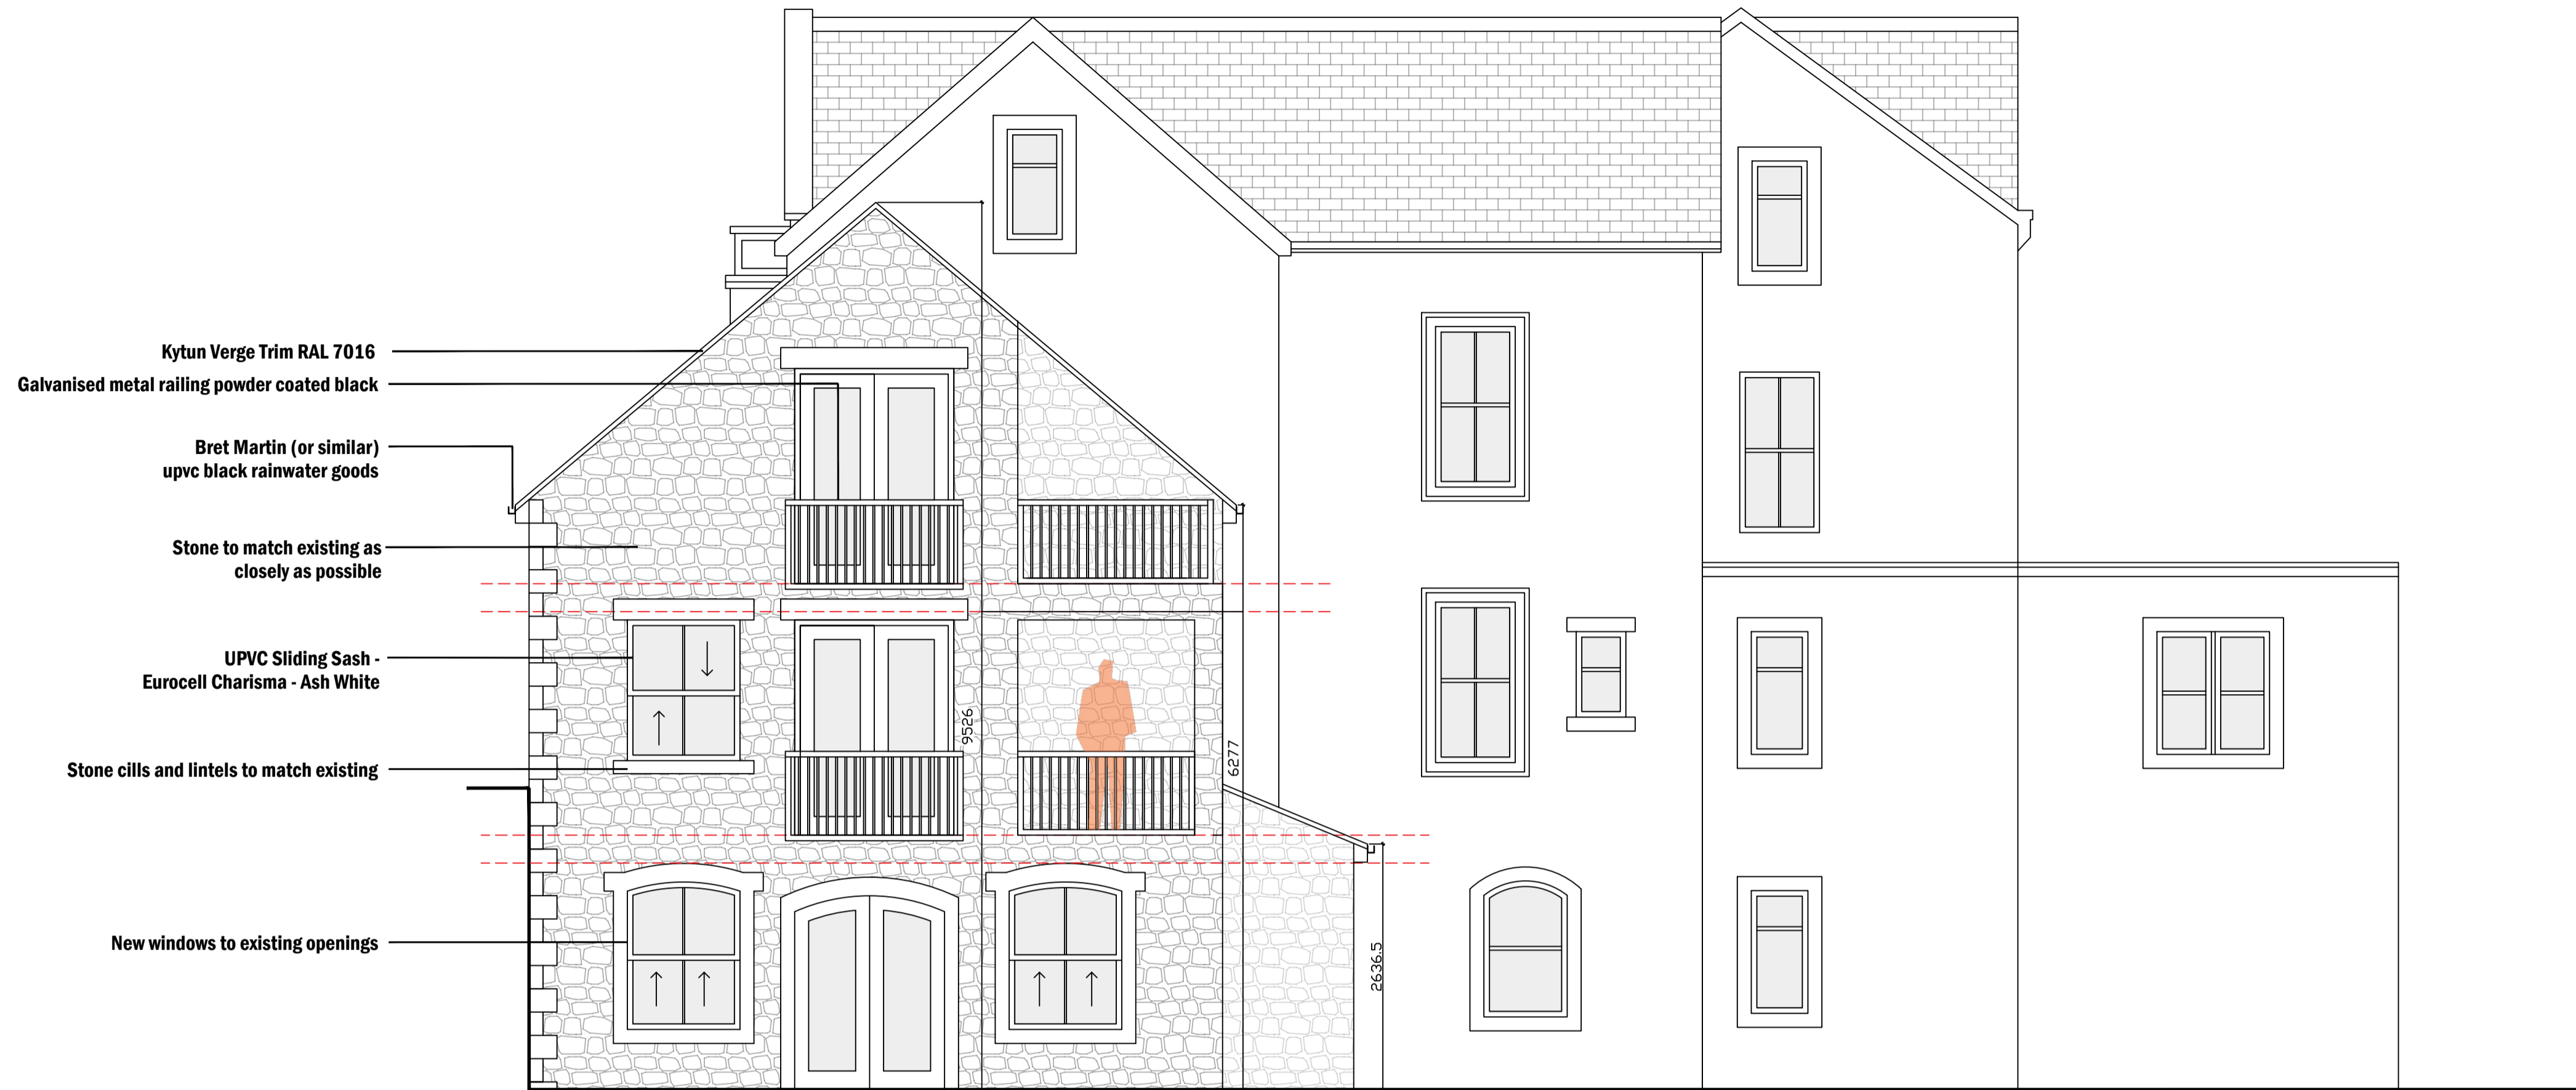 Kytun Verge Trim RAL 7016
Galvanised metal railing powder coated black
Bret Martin (or similar)
upvc black rainwater goods
Stone to match existing as
closely as possible
UPVC Sliding Sash -
Eurocell Charisma - Ash White
Stone cills and lintels to match existing
New windows to existing openings
9526
6277
2636.5